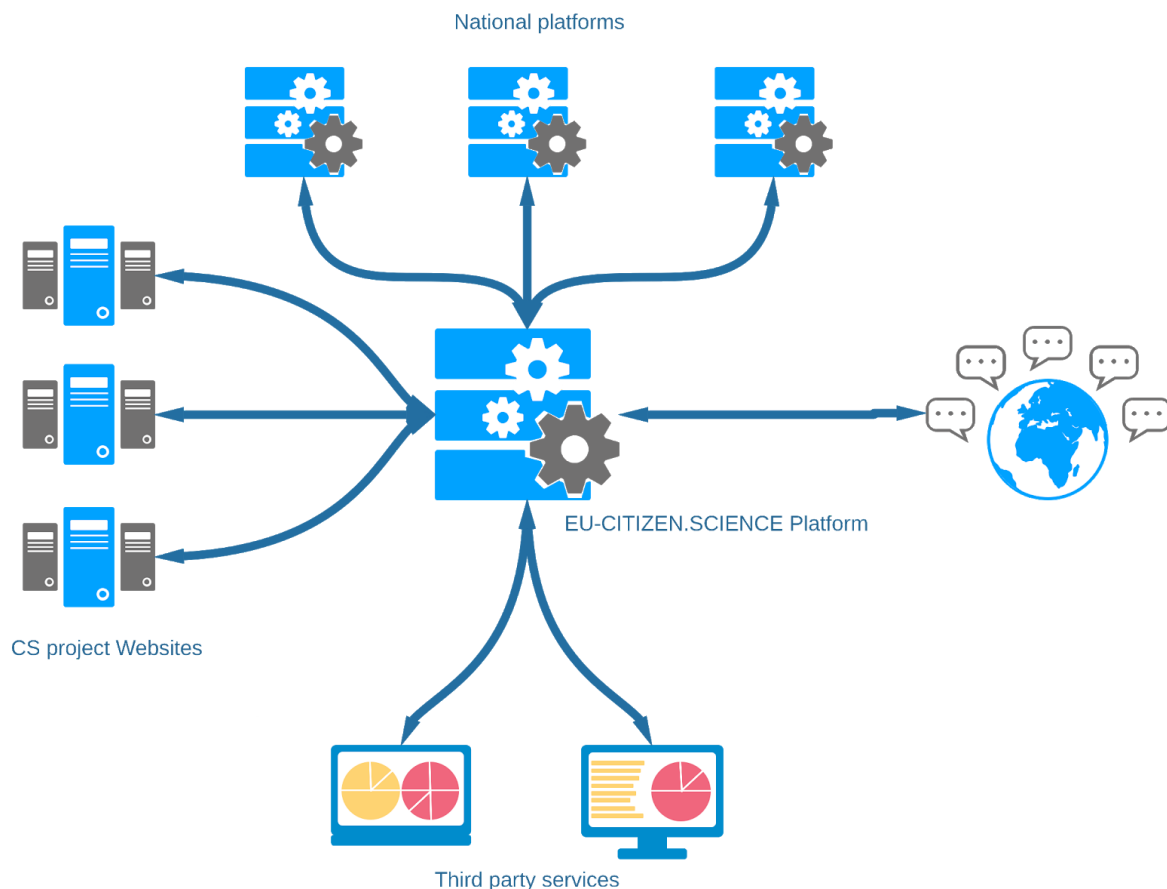 National platforms
EU-CITIZEN.SCIENCE Platform
CS project Websites
Third party services